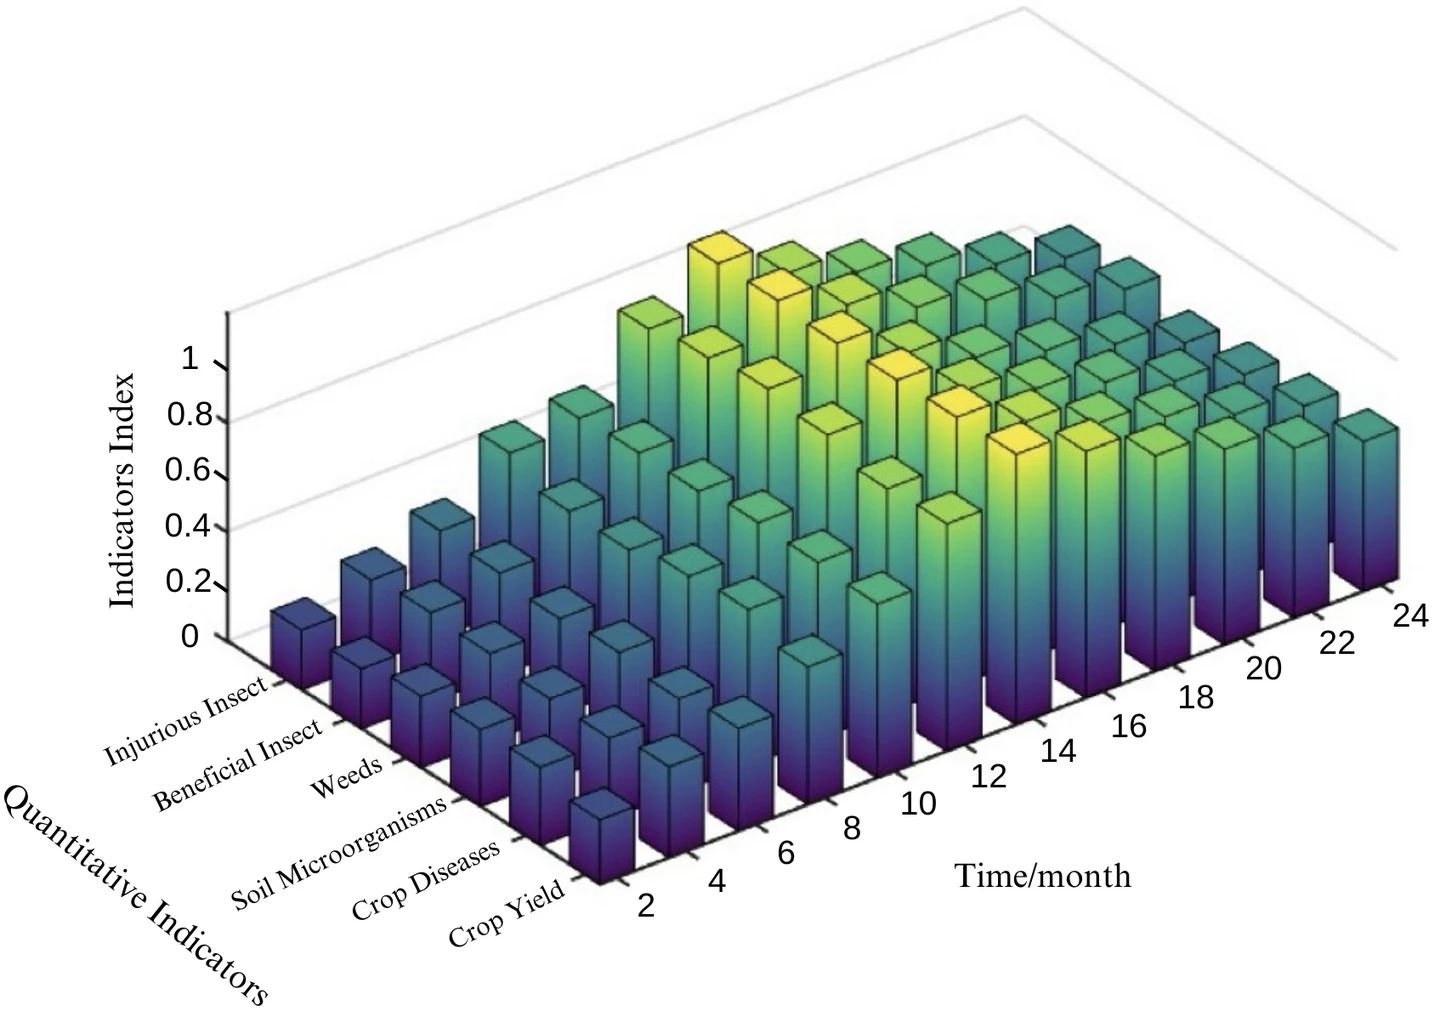 Indicators Index
1
0.8
0.6
0.4
0.2
0
Quantitative Indicators
Injurious Insect
Beneficial Insect
Weeds
Soil Microorganisms
Crop Diseases
Crop Yield
2
4
6
8
10
12
14
16
18
20
22
24
Time/month